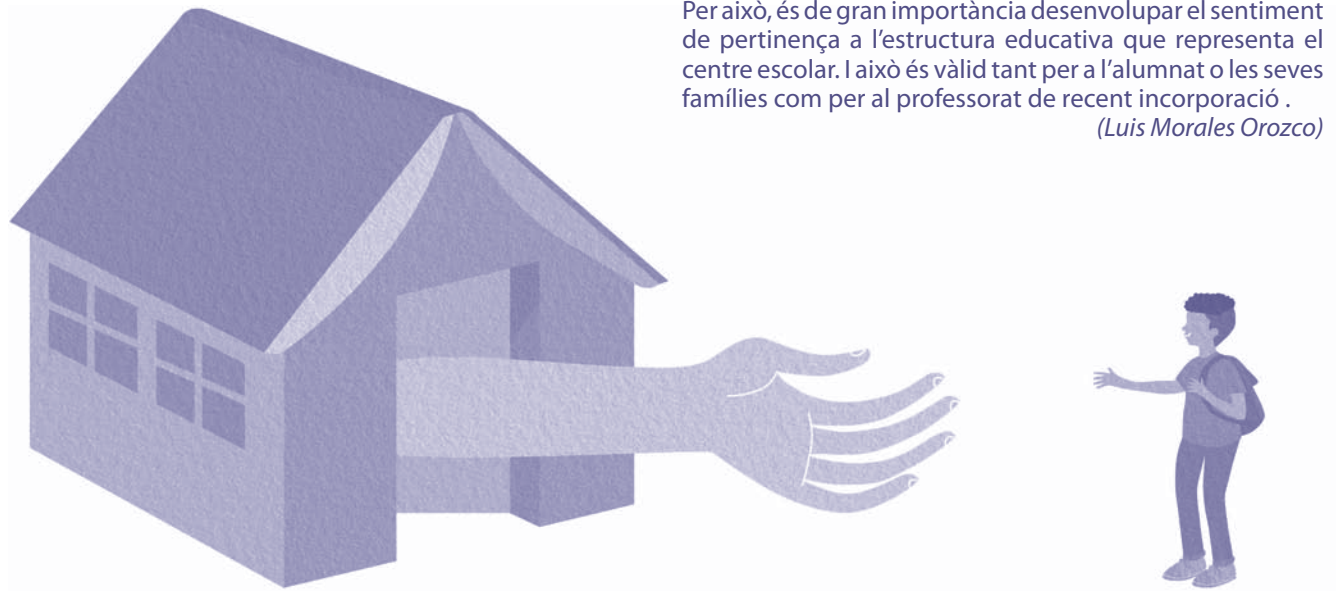 Per això, és de gran importància desenvolupar el sentiment
de pertinença a l’estructura educativa que representa el
centre escolar. I això és vàlid tant per a l’alumnat o les seves
famílies com per al professorat de recent incorporació .
(Luis Morales Orozco)